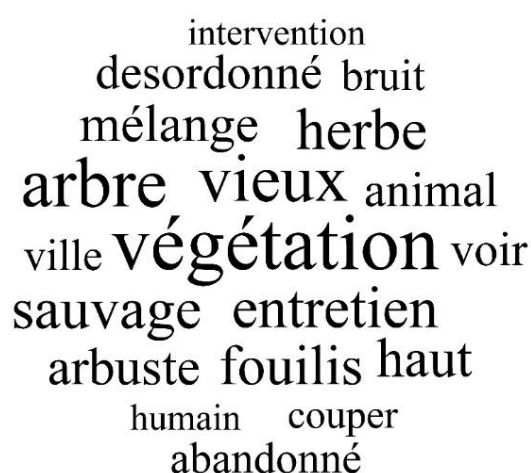 intervention
desordonné bruit
mélange herbe
arbre vieux animal
ville végétation voir
sauvage entretien
arbuste fouilis haut
humain couper
abandonné